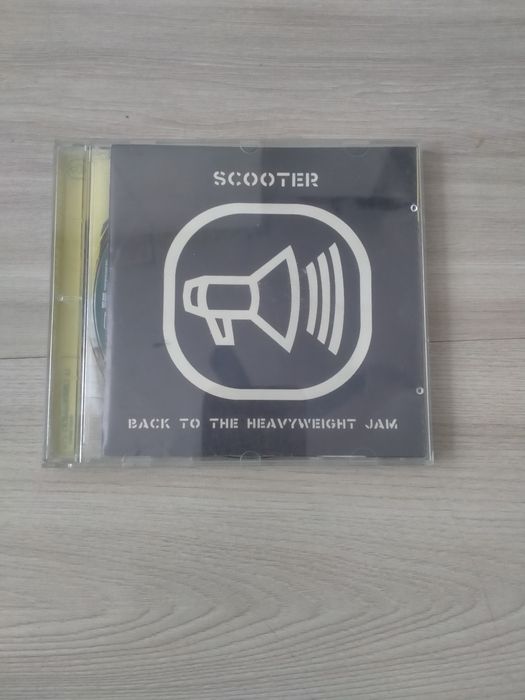 SCOOTER
BACK TO THE HEAVYWEIGHT JAM